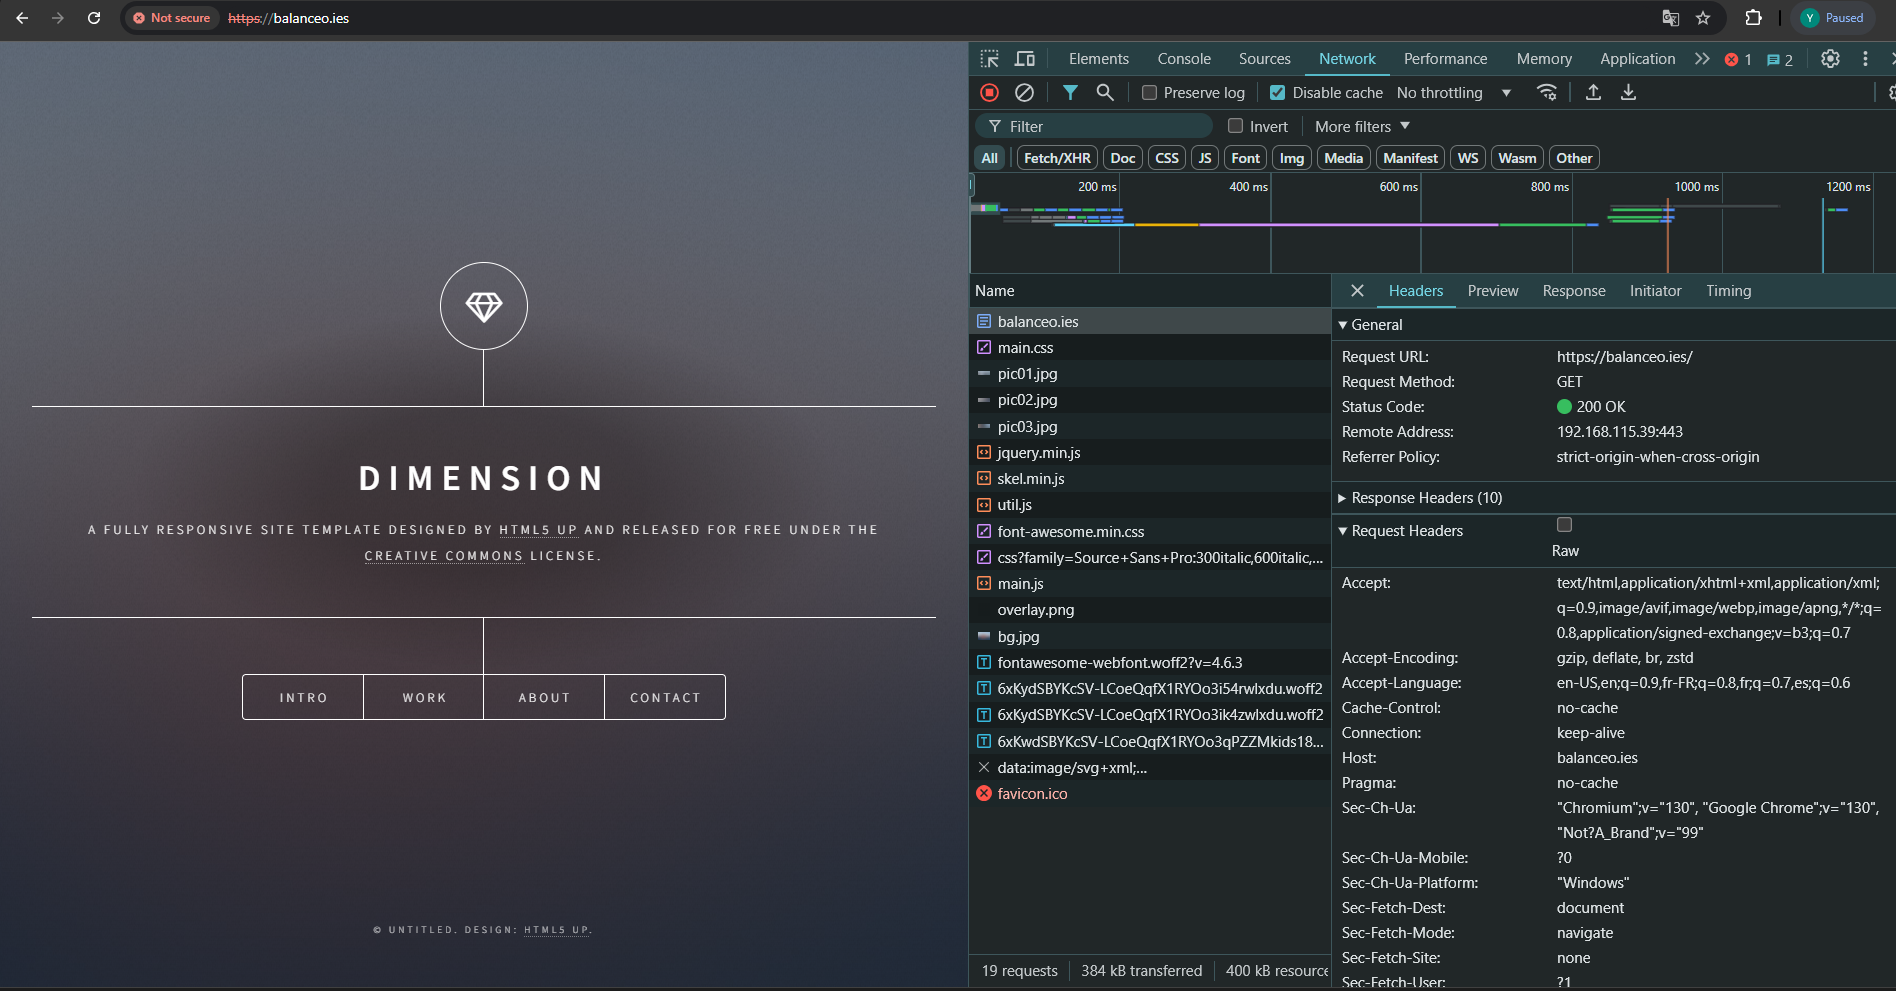 Not secure https://balanceo.ies Y Paused
Elements Console Sources Network Performance Memory Application 1 2
Preserve log Disable cache No throttling
Filter Invert More filters
All Fetch/XHR Doc CSS JS Font Img Media Manifest WS Wasm Other
200 ms 400 ms 600 ms 800 ms 1000 ms 1200 ms
DIMENSION
A FULLY RESPONSIVE SITE TEMPLATE DESIGNED BY HTML5 UP AND RELEASED FOR FREE UNDER THE
CREATIVE COMMONS LICENSE.
INTRO WORK ABOUT CONTACT
© UNTITLED. DESIGN: HTML5 UP.
Name
balanceo.ies
main.css
pic01.jpg
pic02.jpg
pic03.jpg
jquery.min.js
skel.min.js
util.js
font-awesome.min.css
css?family=Source+Sans+Pro:300italic,600italic,...
main.js
overlay.png
bg.jpg
fontawesome-webfont.woff2?v=4.6.3
6xKydSBYKcSV-LCoeQqfX1RYOo3i54rwlxdu.woff2
6xKydSBYKcSV-LCoeQqfX1RYOo3ik4zwlxdu.woff2
6xKwdSBYKcSV-LCoeQqfX1RYOo3qPZZMkids18...
data:image/svg+xml;...
favicon.ico
19 requests 384 kB transferred 400 kB resource
Headers Preview Response Initiator Timing
General
Request URL: https://balanceo.ies/
Request Method: GET
Status Code: 200 OK
Remote Address: 192.168.115.39:443
Referrer Policy: strict-origin-when-cross-origin
Response Headers (10)
Request Headers
Raw
Accept: text/html,application/xhtml+xml,application/xml;
q=0.9,image/avif,image/webp,image/apng,*/*;q=
0.8,application/signed-exchange;v=b3;q=0.7
Accept-Encoding: gzip, deflate, br, zstd
Accept-Language: en-US,en;q=0.9,fr-FR;q=0.8,fr;q=0.7,es;q=0.6
Cache-Control: no-cache
Connection: keep-alive
Host: balanceo.ies
Pragma: no-cache
Sec-Ch-Ua: "Chromium";v="130", "Google Chrome";v="130",
"Not?A_Brand";v="99"
Sec-Ch-Ua-Mobile: ?0
Sec-Ch-Ua-Platform: "Windows"
Sec-Fetch-Dest: document
Sec-Fetch-Mode: navigate
Sec-Fetch-Site: none
Sec-Fetch-User: ?1